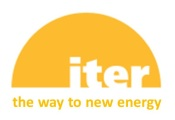 iter
the way to new energy